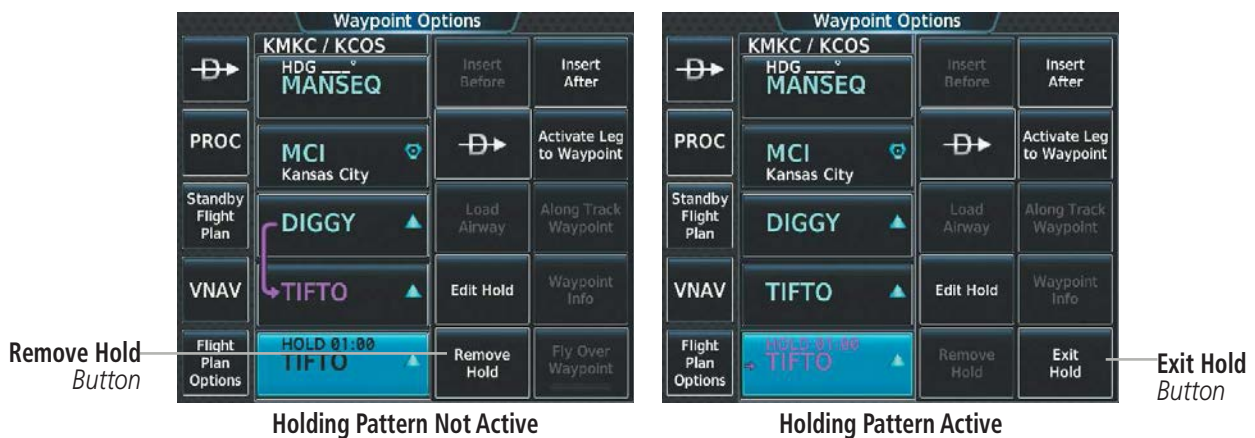 Waypoint Options
KMKC / KCOS
HDG ___°
MANSEQ
Insert
Before
Insert
After
PROC
MCI
Kansas City
Activate Leg
to Waypoint
Standby
Flight
Plan
DIGGY
Load
Airway
Along Track
Waypoint
VNAV
TIFTO
Edit Hold
Waypoint
Info
Flight
Plan
Options
HOLD 01:00
TIFTO
Remove
Hold
Fly Over
Waypoint
Remove Hold
Button
Holding Pattern Not Active
Waypoint Options
KMKC / KCOS
HDG ___°
MANSEQ
Insert
Before
Insert
After
PROC
MCI
Kansas City
Activate Leg
to Waypoint
Standby
Flight
Plan
DIGGY
Load
Airway
Along Track
Waypoint
VNAV
TIFTO
Edit Hold
Waypoint
Info
Flight
Plan
Options
HOLD 01:00
TIFTO
Remove
Hold
Exit
Hold
Exit Hold
Button
Holding Pattern Active